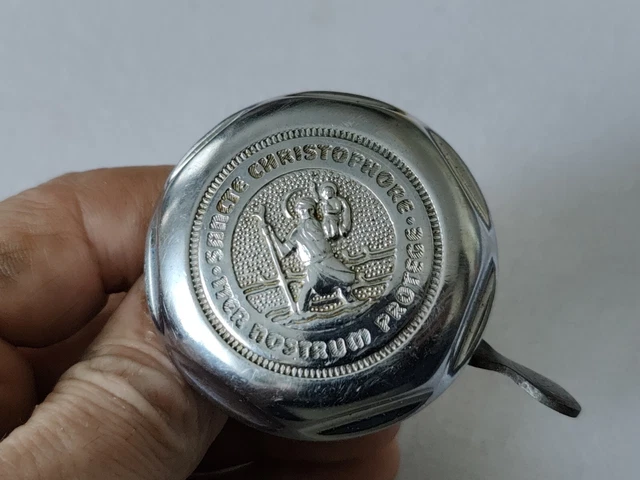 SANCTE CHRISTOPHORE
ITER NOSTRUM PROTEGE